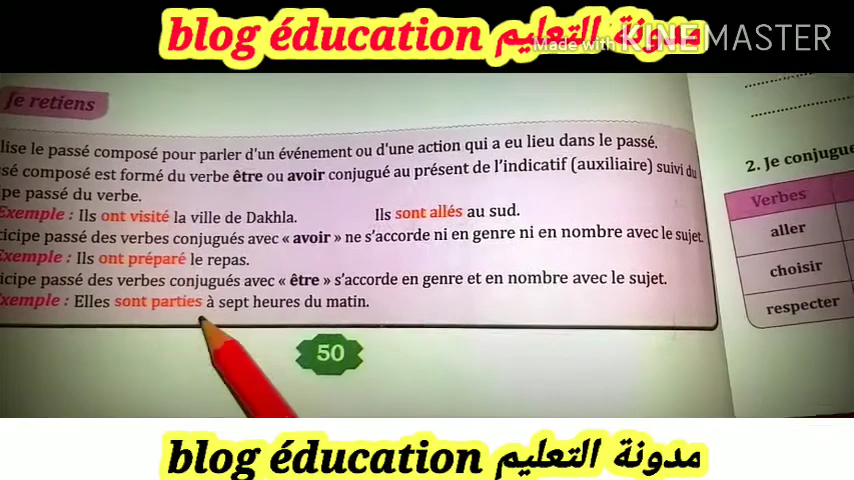 blog éducation مدونة التعليم
Made with KINEMASTER
Je retiens
lise le passé composé pour parler d'un événement ou d'une action qui a eu lieu dans le passé.
ssé composé est formé du verbe être ou avoir conjugué au présent de l'indicatif (auxiliaire) suivi du
ipe passé du verbe.
Exemple : Ils ont visité la ville de Dakhla. Ils sont allés au sud.
ticipe passé des verbes conjugués avec « avoir » ne s'accorde ni en genre ni en nombre avec le sujet.
Exemple : Ils ont préparé le repas.
ticipe passé des verbes conjugués avec « être » s'accorde en genre et en nombre avec le sujet.
Exemple : Elles sont parties à sept heures du matin.
50
2. Je conjugue
Verbes
aller
choisir
respecter
blog éducation مدونة التعليم